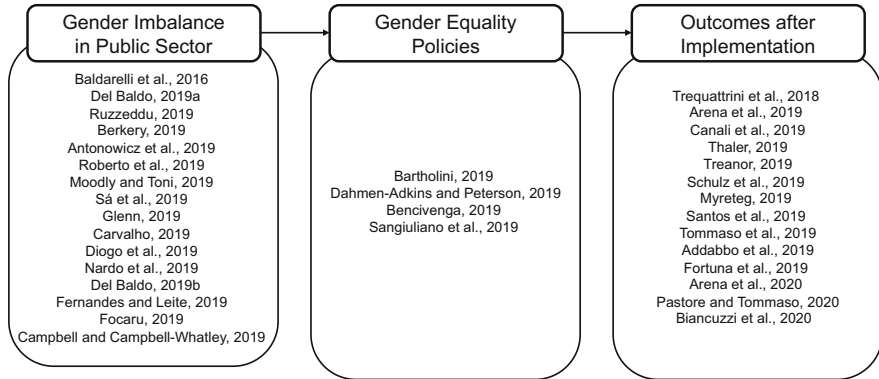 Gender Imbalance
in Public Sector
Baldarelli et al., 2016
Del Baldo, 2019a
Ruzzeddu, 2019
Berkery, 2019
Antonowicz et al., 2019
Roberto et al., 2019
Moodly and Toni, 2019
Sá et al., 2019
Glenn, 2019
Carvalho, 2019
Diogo et al., 2019
Nardo et al., 2019
Del Baldo, 2019b
Fernandes and Leite, 2019
Focaru, 2019
Campbell and Campbell-Whatley, 2019
Gender Equality
Policies
Bartholini, 2019
Dahmen-Adkins and Peterson, 2019
Bencivenga, 2019
Sangiuliano et al., 2019
Outcomes after
Implementation
Trequattrini et al., 2018
Arena et al., 2019
Canali et al., 2019
Thaler, 2019
Treanor, 2019
Schulz et al., 2019
Myreteg, 2019
Santos et al., 2019
Tommaso et al., 2019
Addabbo et al., 2019
Fortuna et al., 2019
Arena et al., 2020
Pastore and Tommaso, 2020
Biancuzzi et al., 2020